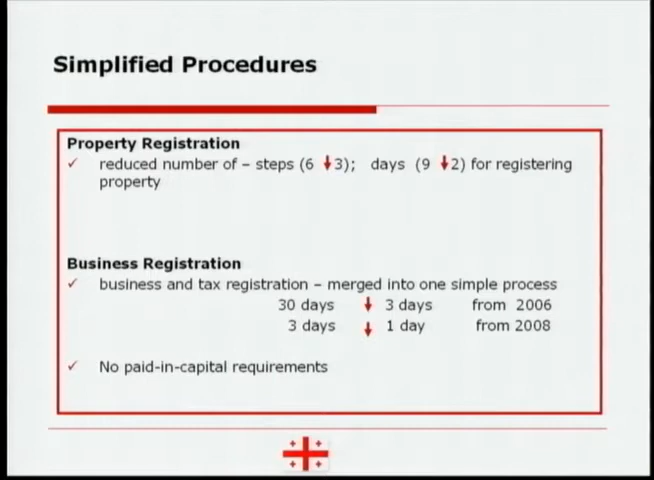 Simplified Procedures
Property Registration
✓ reduced number of – steps (6 ↓3); days (9 ↓2) for registering
property
Business Registration
✓ business and tax registration – merged into one simple process
30 days ↓ 3 days from 2006
3 days ↓ 1 day from 2008
✓ No paid-in-capital requirements